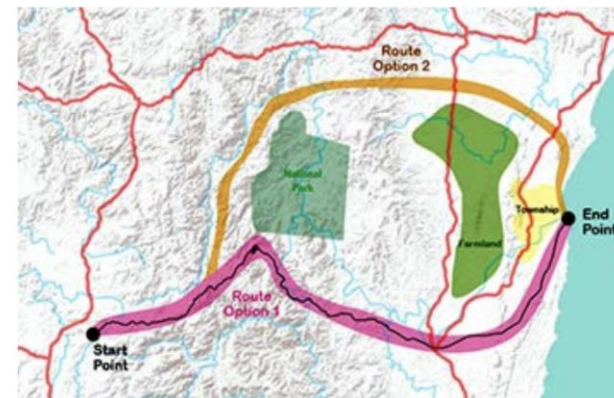 Route
Option 2
National
Park
Township
End
Point
Farmland
Route
Option 1
Start
Point